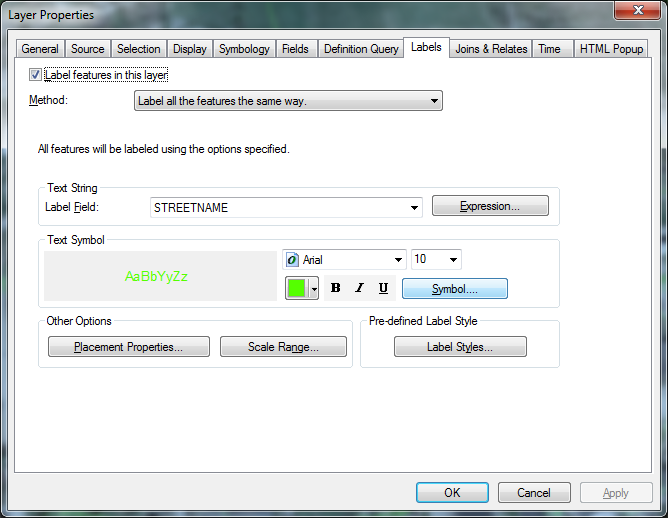 Layer Properties
General Source Selection Display Symbology Fields Definition Query Labels Joins & Relates Time HTML Popup
Label features in this layer
Method: Label all the features the same way.
All features will be labeled using the options specified.
Text String
Label Field: STREETNAME Expression...
Text Symbol
AaBbYyZz
Arial 10
B I U Symbol....
Other Options
Placement Properties... Scale Range...
Pre-defined Label Style
Label Styles...
OK Cancel Apply